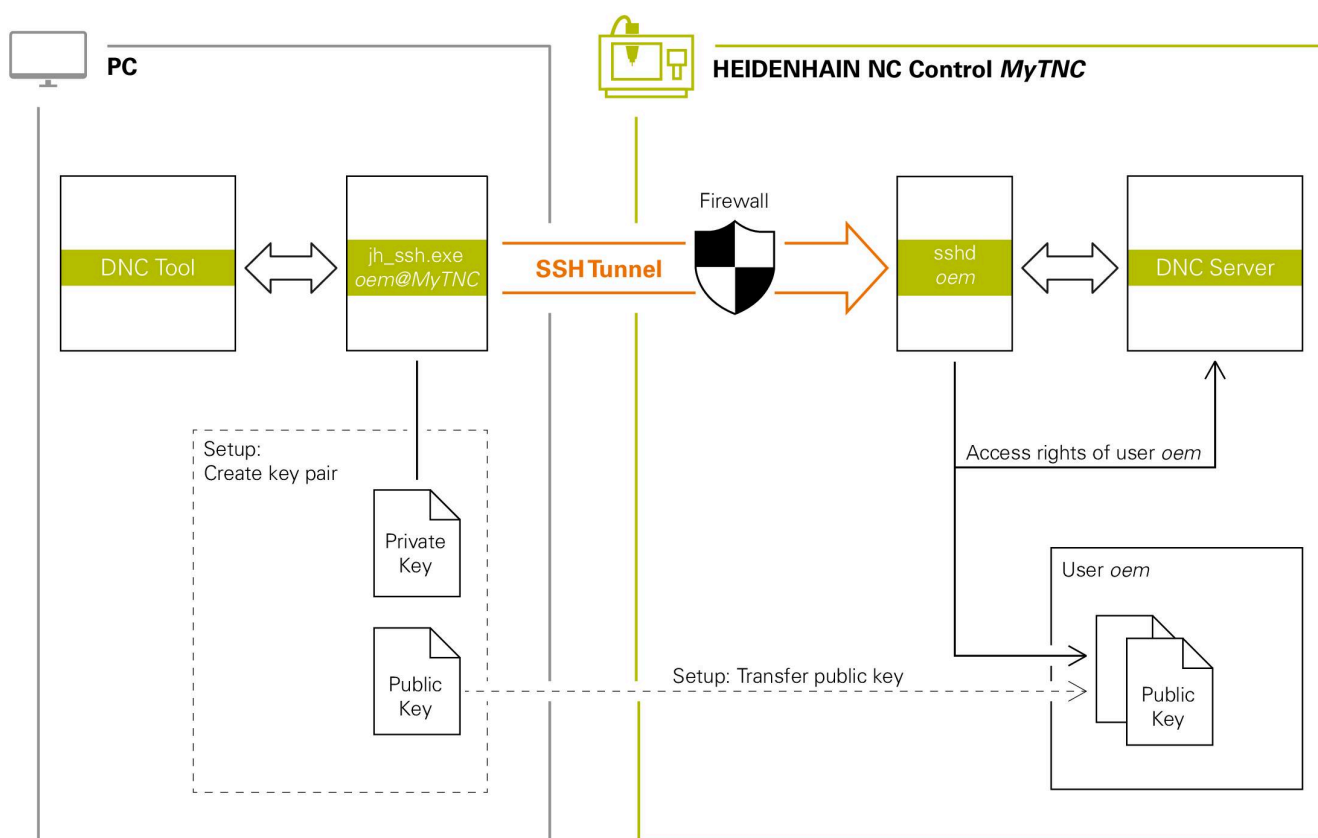 PC
HEIDENHAIN NC Control MyTNC
DNC Tool
jh_ssh.exe
oem@MyTNC
SSH Tunnel
Firewall
sshd
oem
DNC Server
Setup:
Create key pair
Private
Key
Public
Key
Access rights of user oem
Setup: Transfer public key
User oem
Public
Key